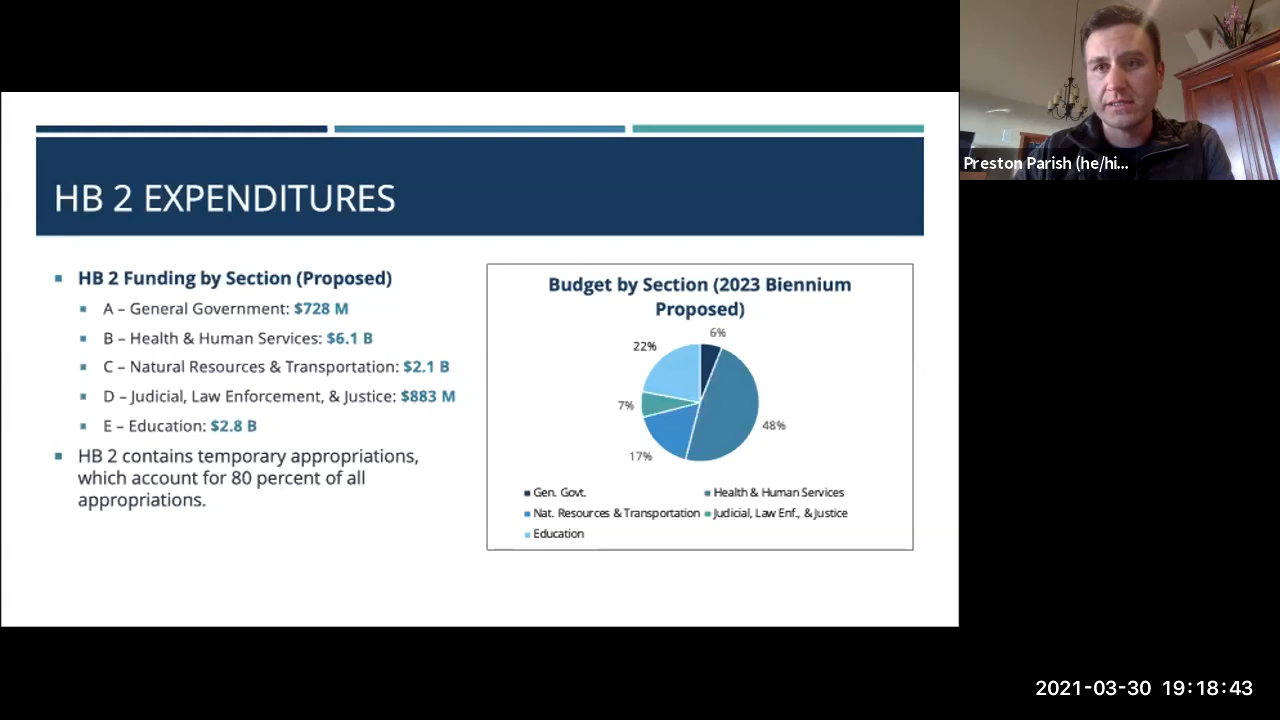 HB 2 EXPENDITURES
HB 2 Funding by Section (Proposed)
A – General Government: $728 M
B – Health & Human Services: $6.1 B
C – Natural Resources & Transportation: $2.1 B
D – Judicial, Law Enforcement, & Justice: $883 M
E – Education: $2.8 B
HB 2 contains temporary appropriations,
which account for 80 percent of all
appropriations.
Budget by Section (2023 Biennium
Proposed)
6%
22%
7%
48%
17%
Gen. Govt.
Health & Human Services
Nat. Resources & Transportation
Judicial, Law Enf., & Justice
Education
Preston Parish (he/hi...
2021-03-30 19:18:43